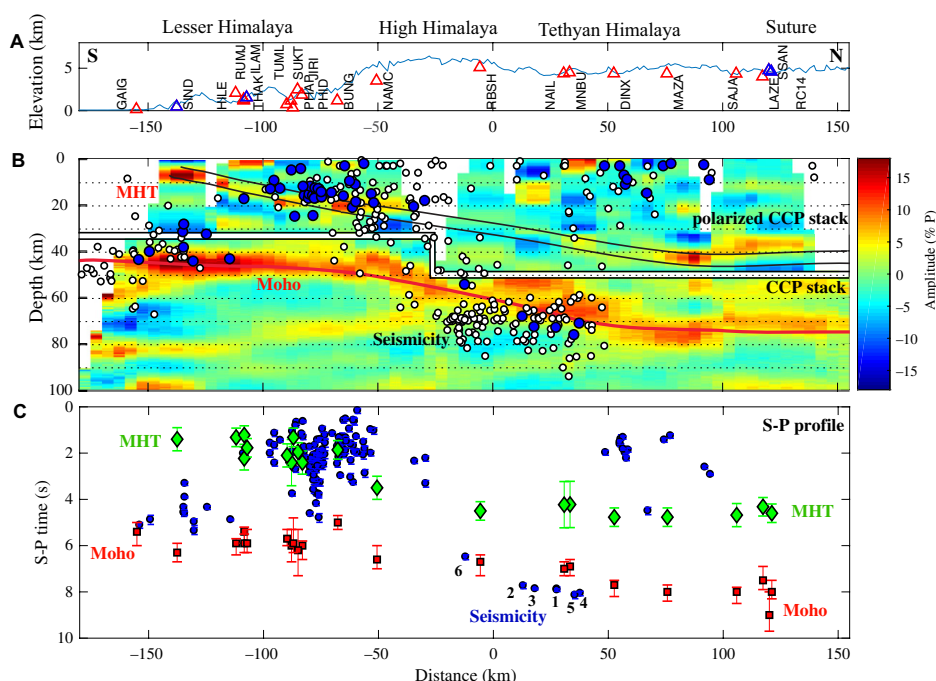 Lesser Himalaya High Himalaya Tethyan Himalaya Suture
A
Elevation (km)
10
5
0
S
N
GAIG
SIND
HILE
RUMJ
THAK
ILAM
TUML
SUKT
PHAP
JIRI
PHID
BUNG
NAMC
RBSH
NAIL
MNBU
DINX
MAZA
SAJA
LAZE
SSAN
RC14
−150 −100 −50 0 50 100 150
B
Depth (km)
0
20
40
60
80
100
MHT
Moho
Seismicity
polarized CCP stack
CCP stack
15
10
5
0
−5
−10
−15
Amplitude (% P)
C
S-P time (s)
0
2
4
6
8
10
S-P profile
MHT
MHT
Moho
Moho
6
2
3
1
5
4
Seismicity
−150 −100 −50 0 50 100 150
Distance (km)